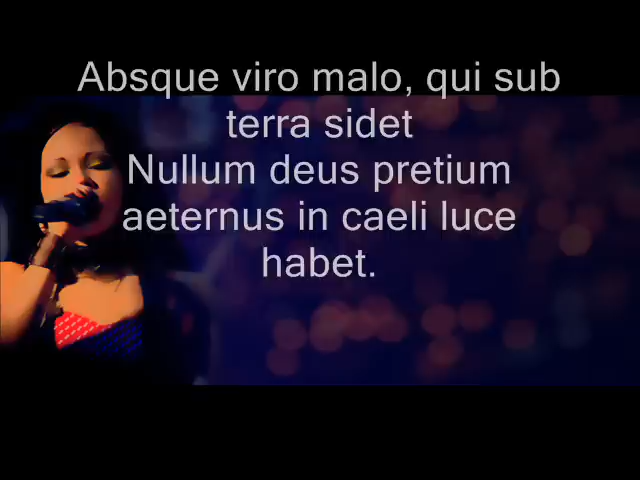 Absque viro malo, qui sub
terra sidet
Nullum deus pretium
aeternus in caeli luce
habet.